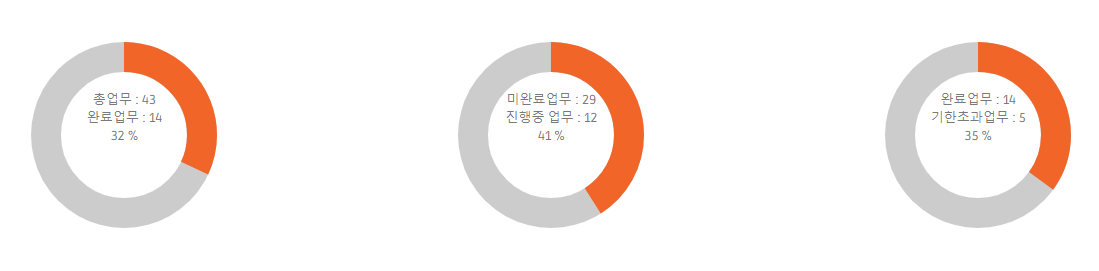 총업무 : 43
완료업무 : 14
32 %
미완료업무 : 29
진행중 업무 : 12
41 %
완료업무 : 14
기한초과업무 : 5
35 %